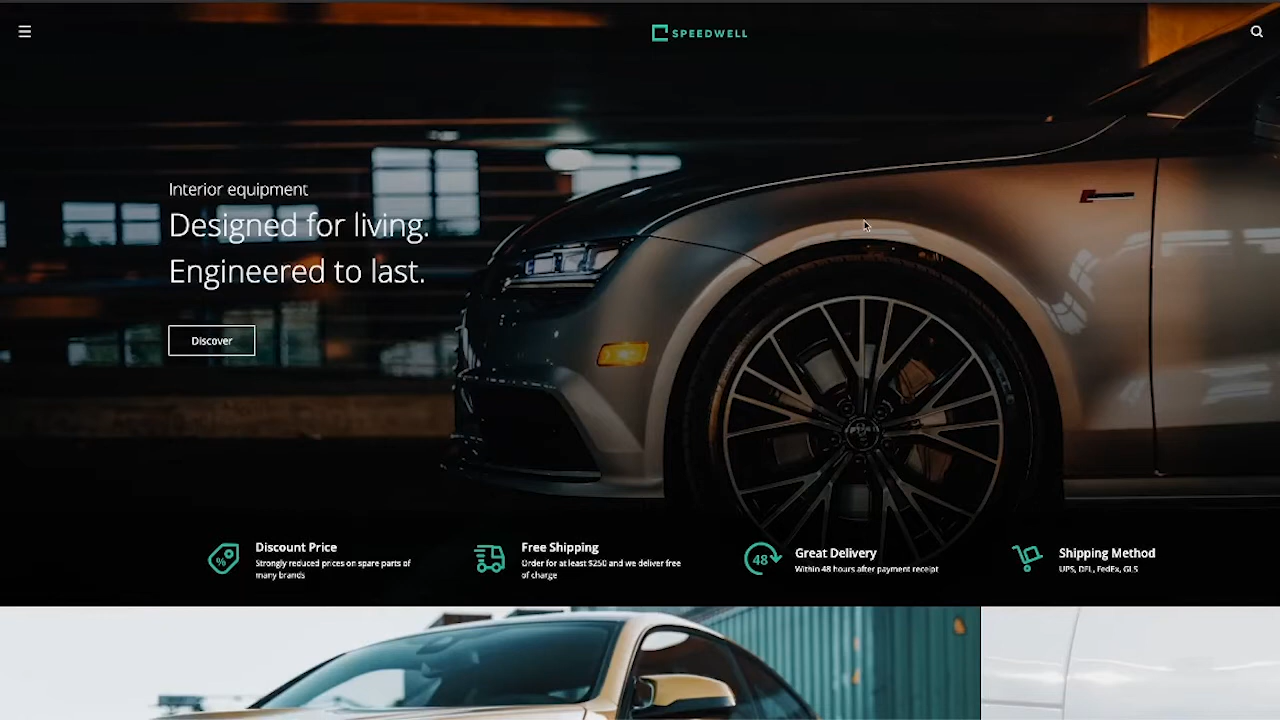 SPEEDWELL
Interior equipment
Designed for living.
Engineered to last.
Discover
%
Discount Price
Strongly reduced prices on spare parts of
many brands
Free Shipping
Order for at least $250 and we deliver free
of charge
48
Great Delivery
Within 48 hours after payment receipt
Shipping Method
UPS, DFL, FedEx, GLS